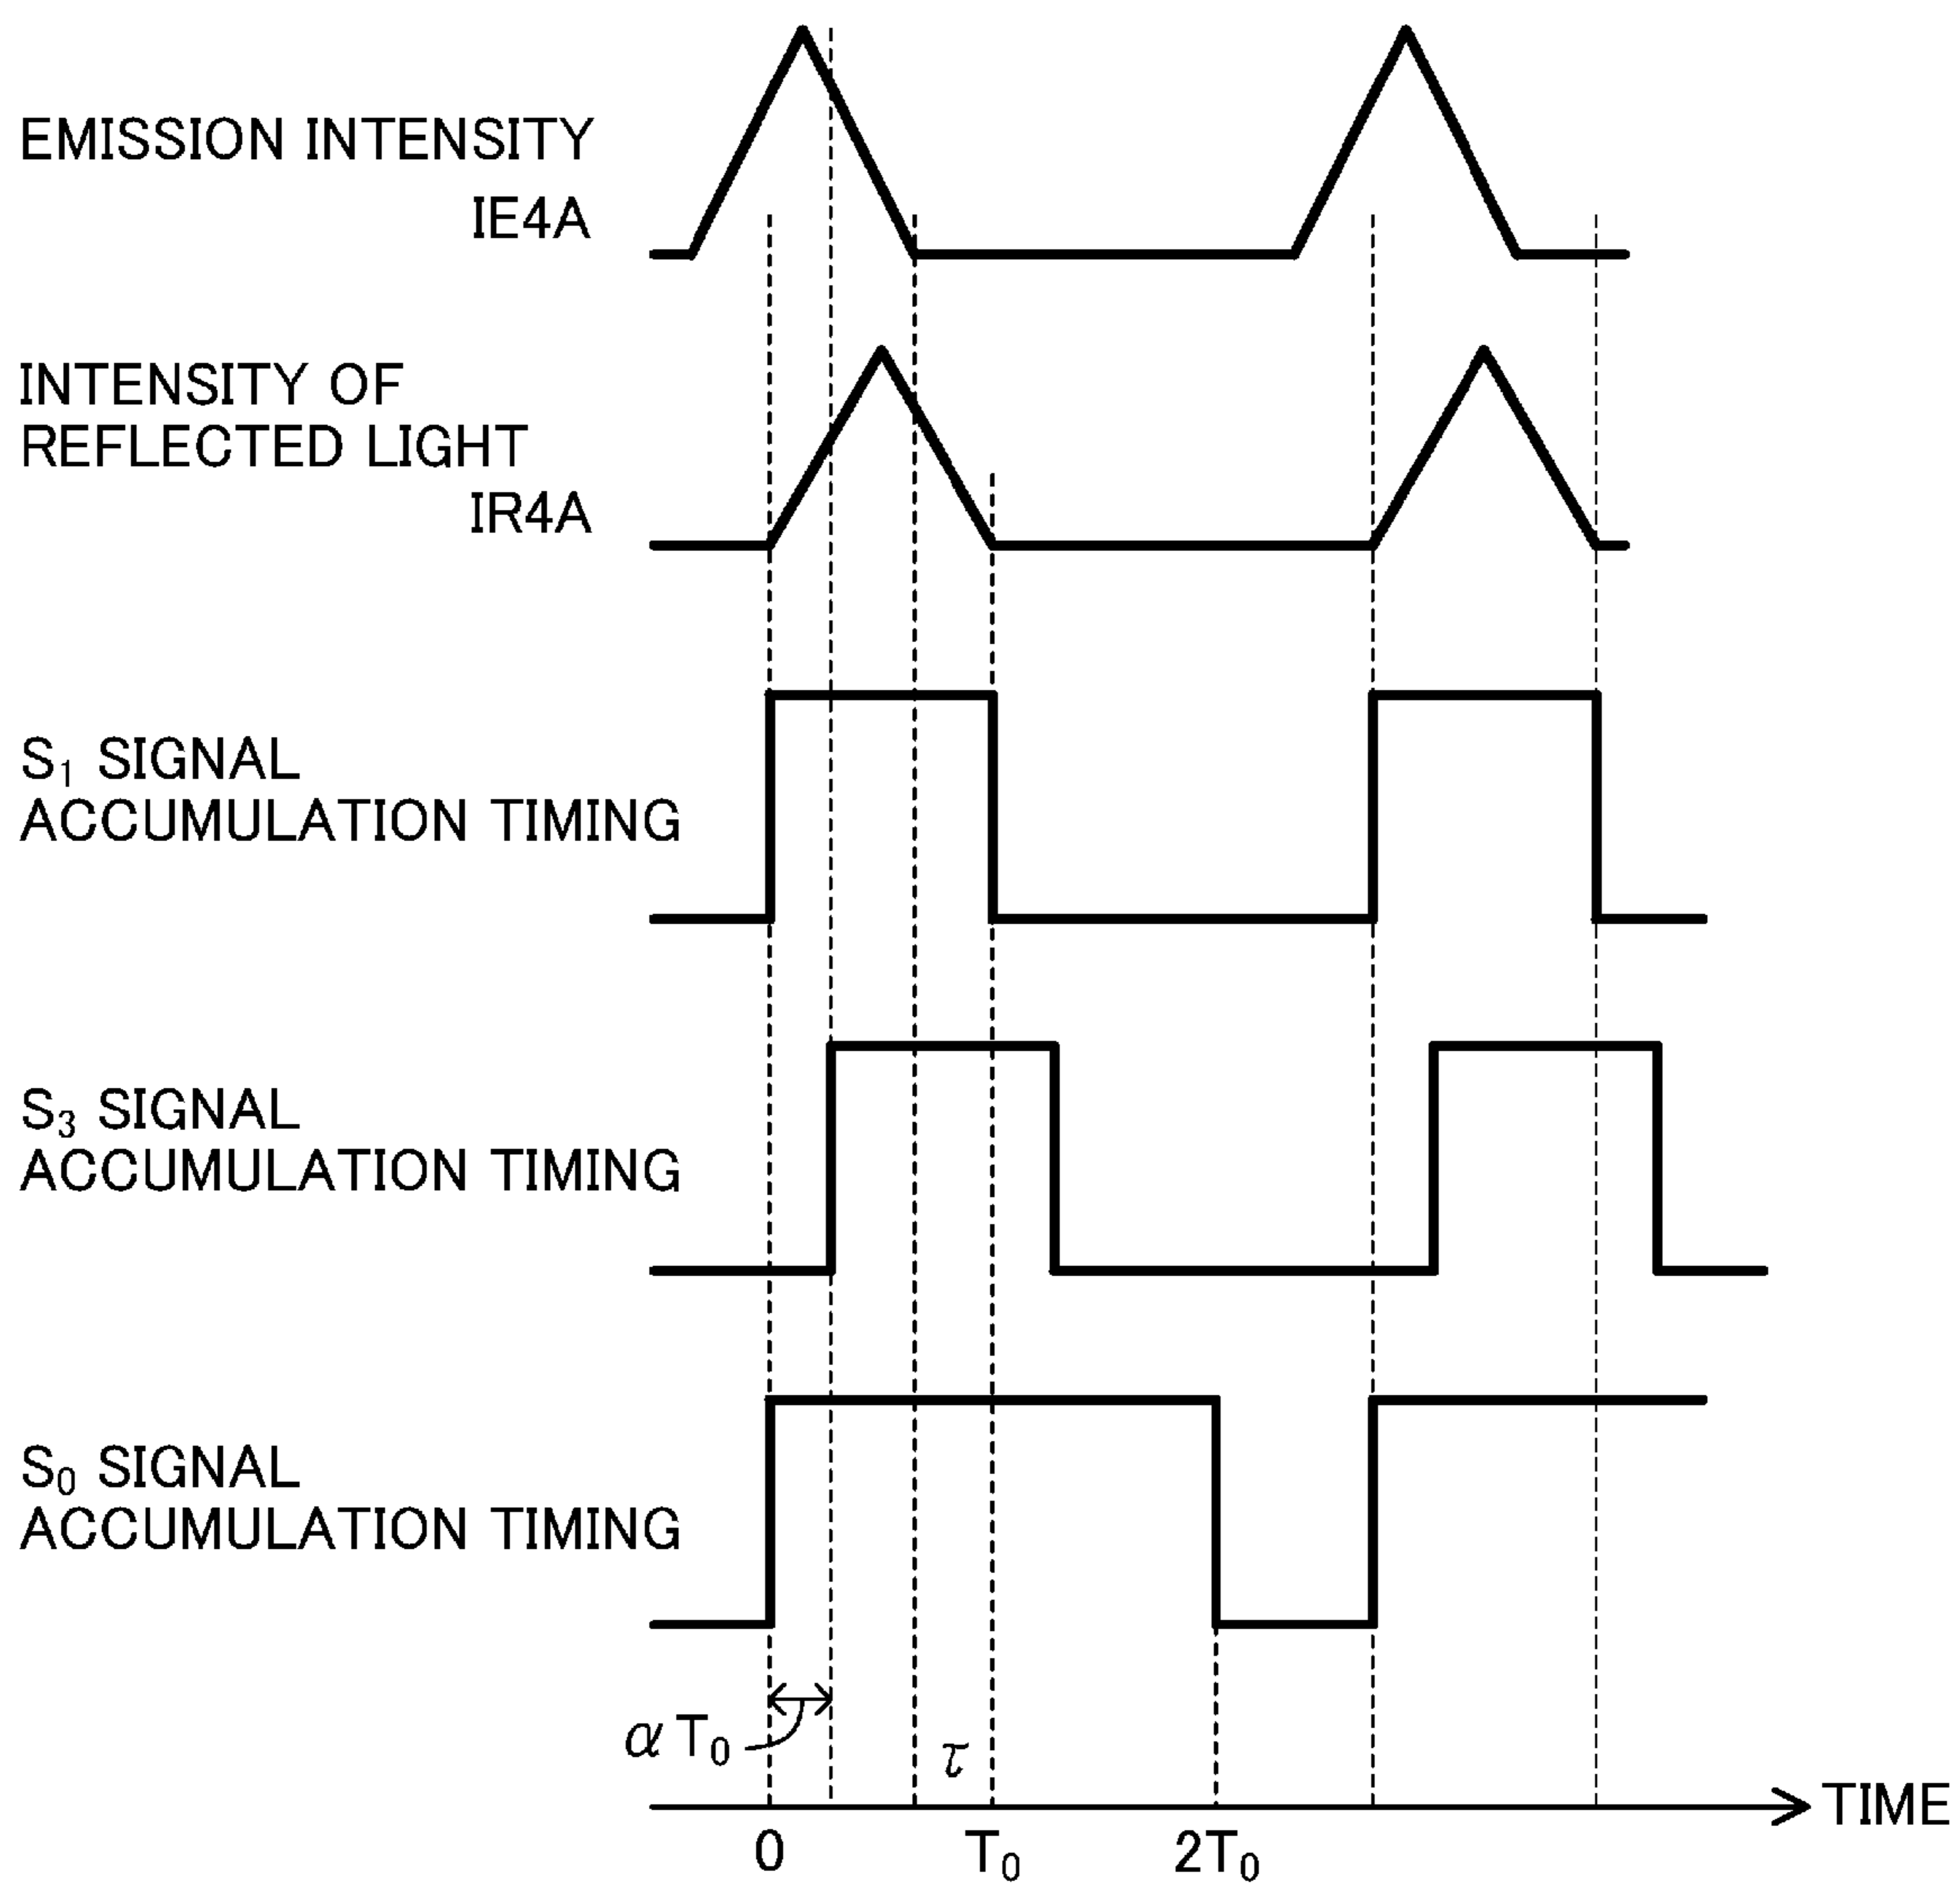 EMISSION INTENSITY
IE4A
INTENSITY OF
REFLECTED LIGHT
IR4A
S₁ SIGNAL
ACCUMULATION TIMING
S₃ SIGNAL
ACCUMULATION TIMING
S₀ SIGNAL
ACCUMULATION TIMING
αT₀
τ
TIME
0 T₀ 2T₀